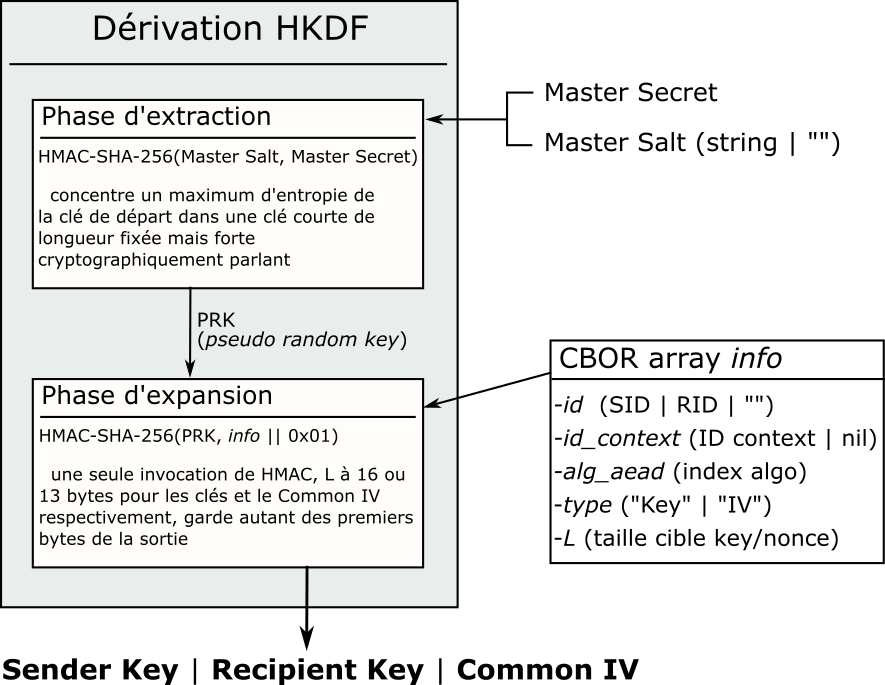 Dérivation HKDF
Phase d'extraction
HMAC-SHA-256(Master Salt, Master Secret)
concentre un maximum d'entropie de
la clé de départ dans une clé courte de
longueur fixée mais forte
cryptographiquement parlant
Master Secret
Master Salt (string | "")
PRK
(pseudo random key)
Phase d'expansion
HMAC-SHA-256(PRK, info || 0x01)
une seule invocation de HMAC, L à 16 ou
13 bytes pour les clés et le Common IV
respectivement, garde autant des premiers
bytes de la sortie
CBOR array info
-id (SID | RID | "")
-id_context (ID context | nil)
-alg_aead (index algo)
-type ("Key" | "IV")
-L (taille cible key/nonce)
Sender Key | Recipient Key | Common IV